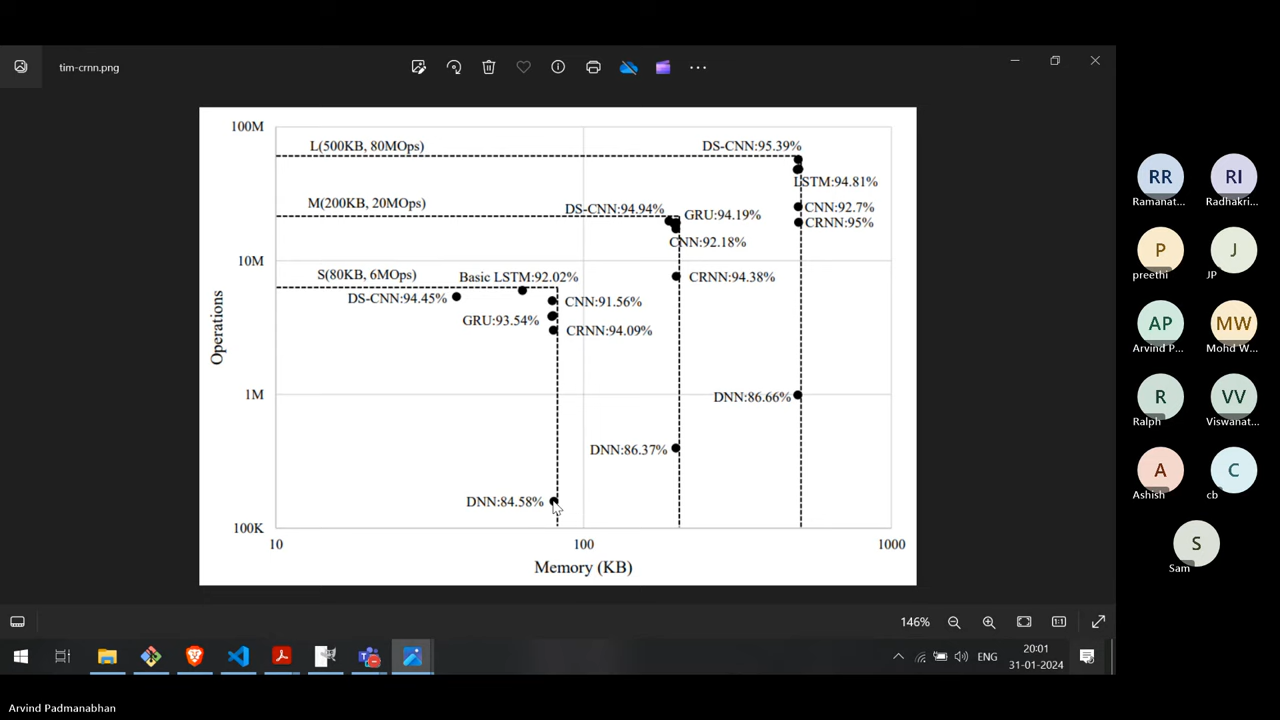 tim-crnn.png
100M
L(500KB, 80MOps)
DS-CNN:95.39%
LSTM:94.81%
M(200KB, 20MOps)
DS-CNN:94.94%
GRU:94.19%
CNN:92.7%
CRNN:95%
CNN:92.18%
10M
S(80KB, 6MOps)
Basic LSTM:92.02%
CRNN:94.38%
DS-CNN:94.45%
CNN:91.56%
GRU:93.54%
CRNN:94.09%
Operations
1M
DNN:86.66%
DNN:86.37%
DNN:84.58%
100K
10
100
1000
Memory (KB)
RR
RI
Ramanat...
Radhakri...
P
J
preethi
JP
AP
MW
Arvind P...
Mohd W...
R
VV
Ralph
Viswanat...
A
C
Ashish
cb
S
Sam
146%
1:1
ENG
20:01
31-01-2024
Arvind Padmanabhan